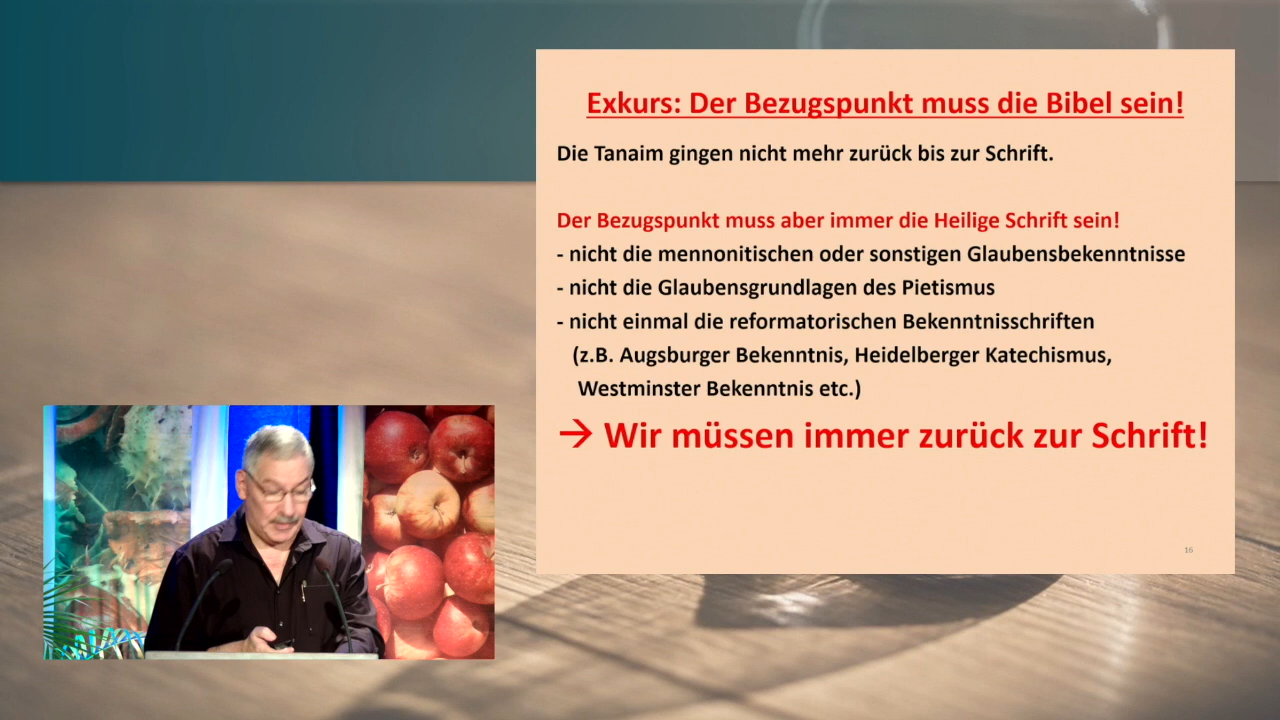 Exkurs: Der Bezugspunkt muss die Bibel sein!
Die Tanaim gingen nicht mehr zurück bis zur Schrift.
Der Bezugspunkt muss aber immer die Heilige Schrift sein!
- nicht die mennonitischen oder sonstigen Glaubensbekenntnisse
- nicht die Glaubensgrundlagen des Pietismus
- nicht einmal die reformatorischen Bekenntnisschriften
(z.B. Augsburger Bekenntnis, Heidelberger Katechismus,
Westminster Bekenntnis etc.)
→ Wir müssen immer zurück zur Schrift!
16